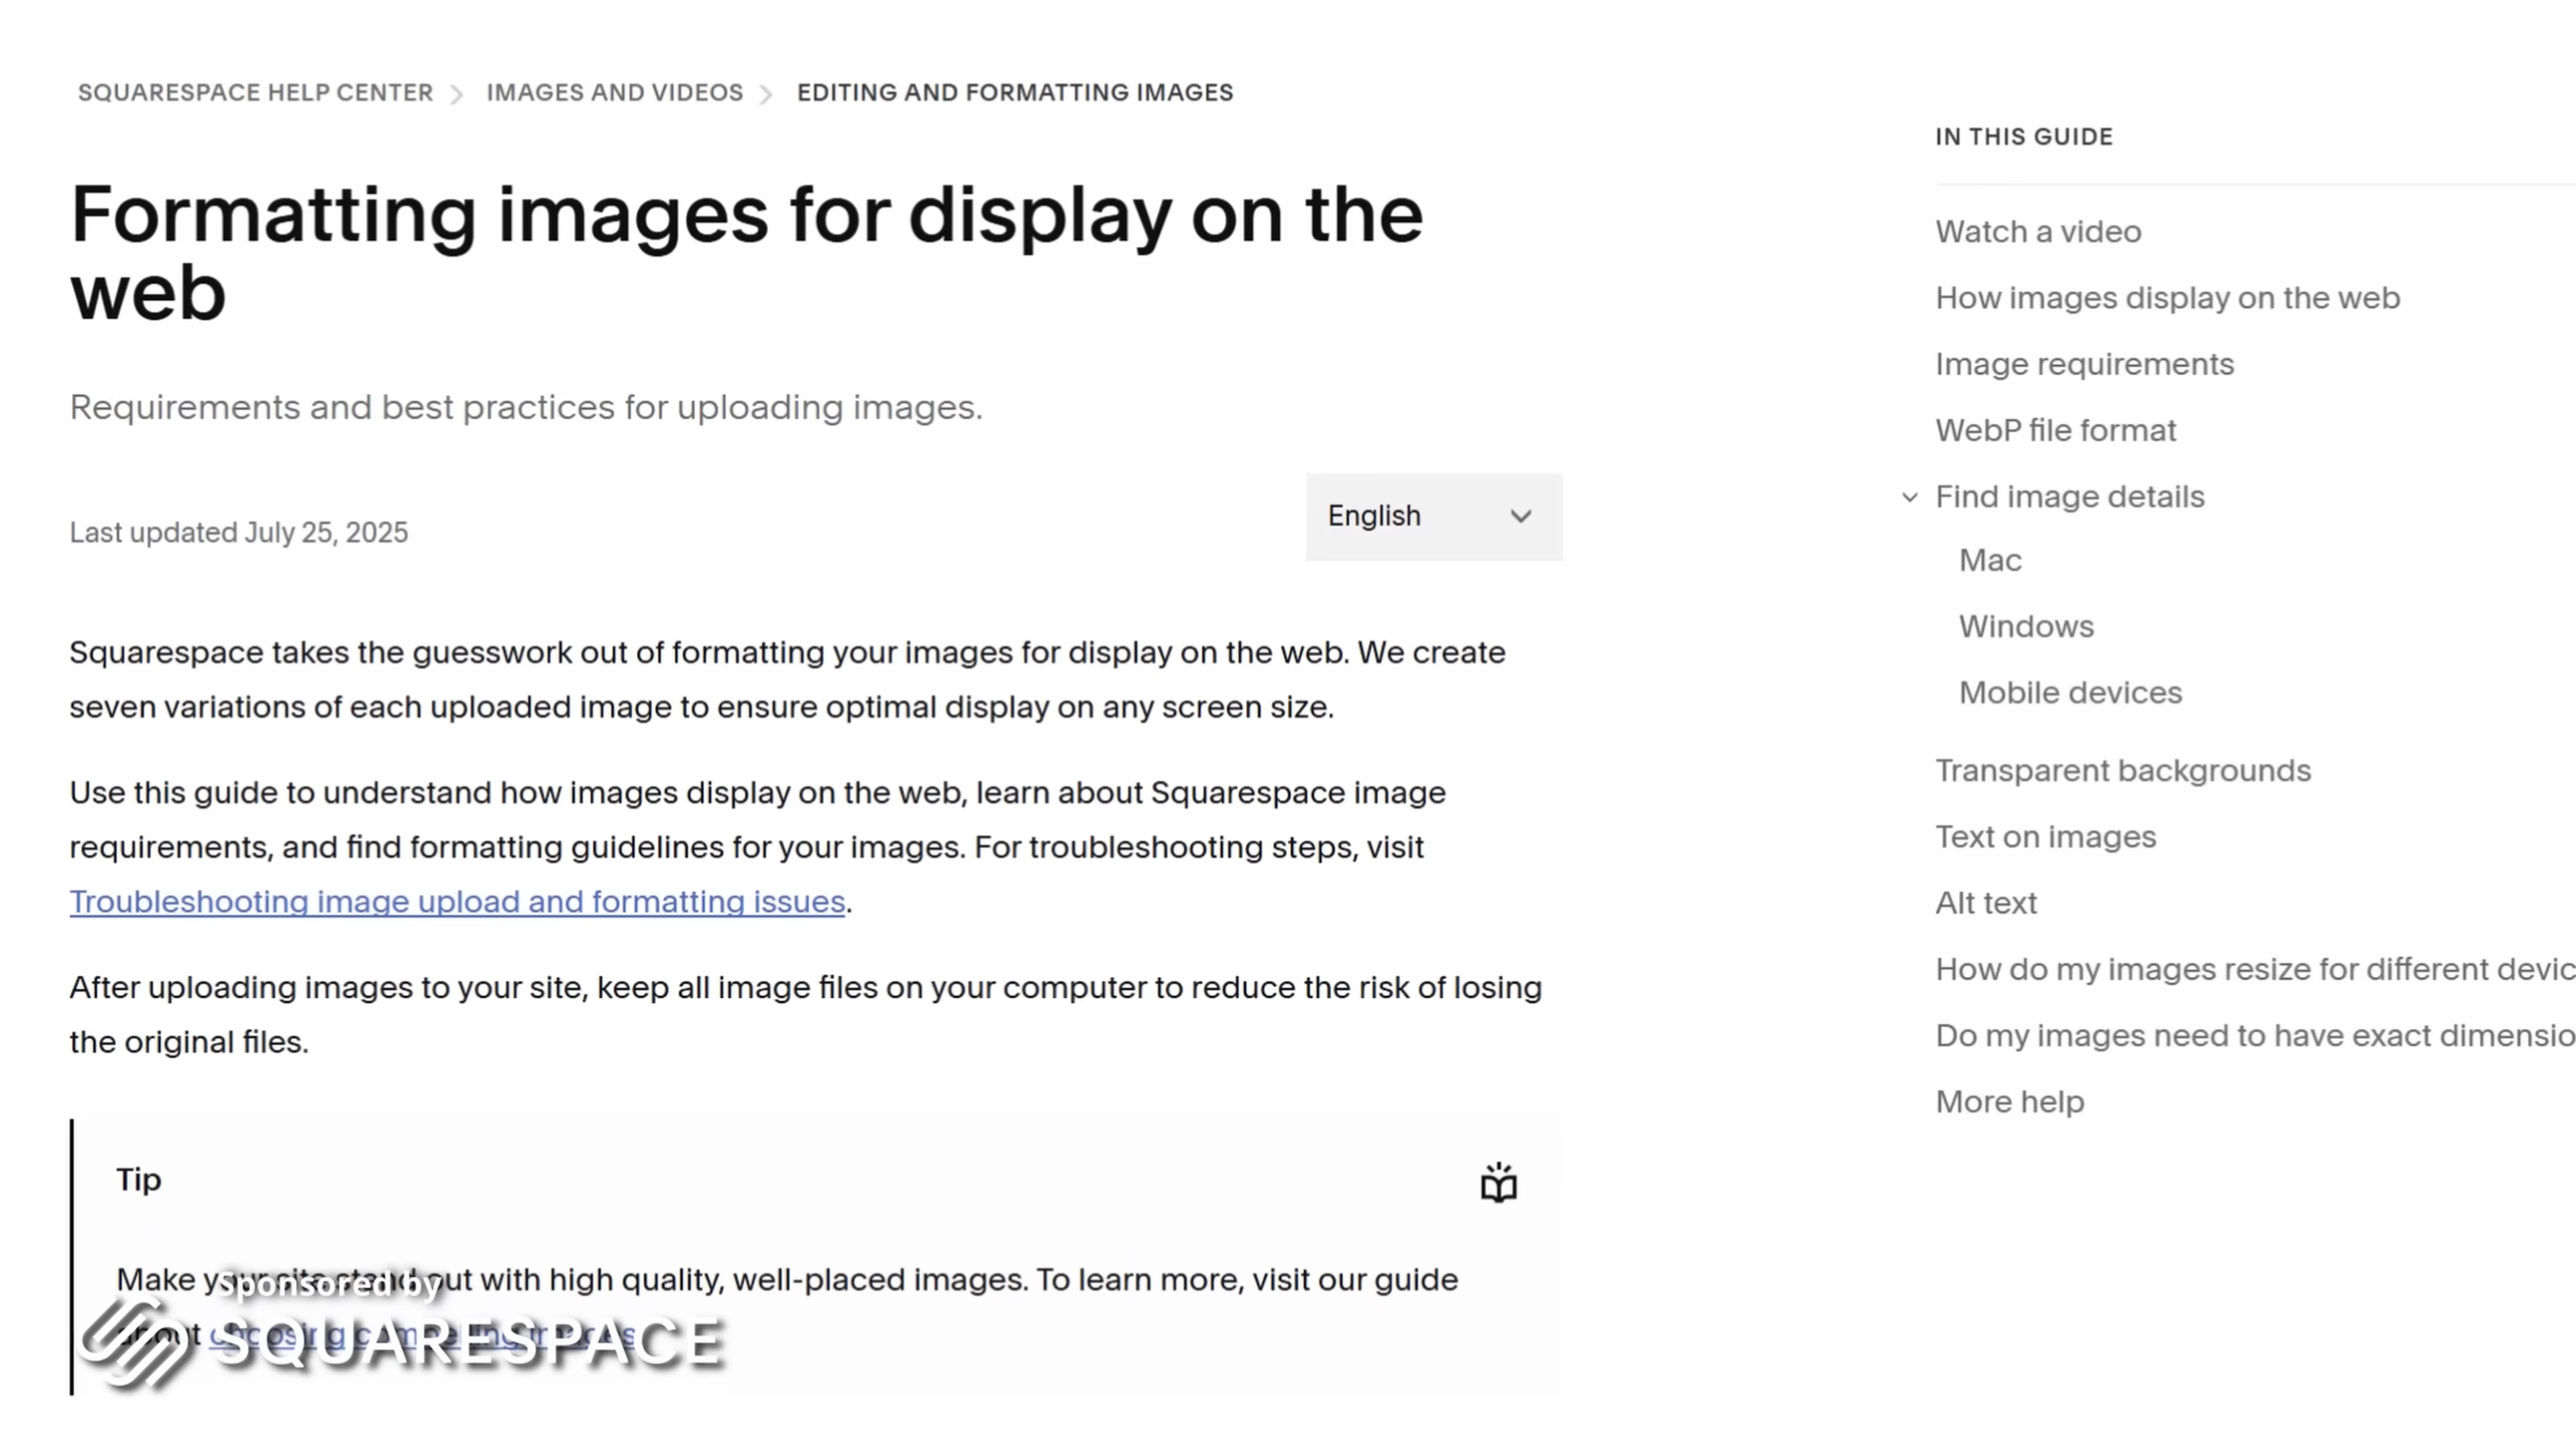 SQUARESPACE HELP CENTER > IMAGES AND VIDEOS > EDITING AND FORMATTING IMAGES
Formatting images for display on the
web
Requirements and best practices for uploading images.
Last updated July 25, 2025
English
Squarespace takes the guesswork out of formatting your images for display on the web. We create
seven variations of each uploaded image to ensure optimal display on any screen size.
Use this guide to understand how images display on the web, learn about Squarespace image
requirements, and find formatting guidelines for your images. For troubleshooting steps, visit
Troubleshooting image upload and formatting issues.
After uploading images to your site, keep all image files on your computer to reduce the risk of losing
the original files.
Tip
Make your site stand out with high quality, well-placed images. To learn more, visit our guide
about choosing compelling images
Sponsored by
SQUARESPACE
IN THIS GUIDE
Watch a video
How images display on the web
Image requirements
WebP file format
Find image details
Mac
Windows
Mobile devices
Transparent backgrounds
Text on images
Alt text
How do my images resize for different devic
Do my images need to have exact dimensio
More help